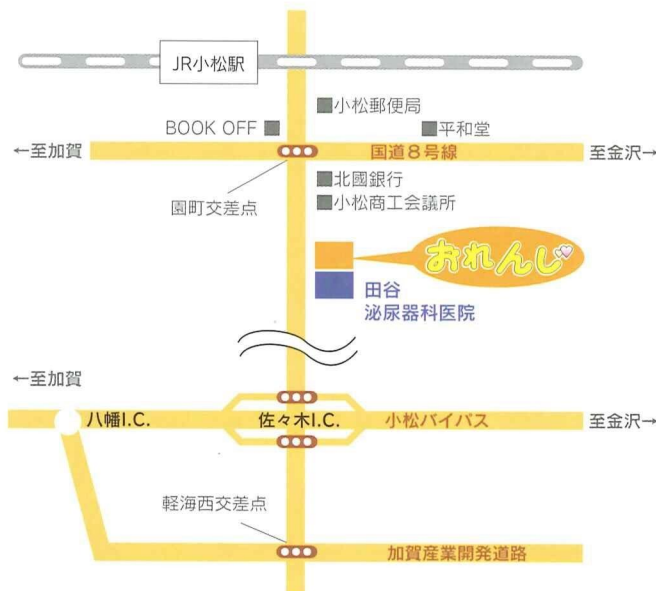 JR小松駅
■小松郵便局
BOOK OFF ■
■平和堂
←至加賀
国道8号線
至金沢→
園町交差点
■北國銀行
■小松商工会議所
おれんじ
田谷
泌尿器科医院
←至加賀
八幡I.C.
佐々木I.C.
小松バイパス
至金沢→
軽海西交差点
加賀産業開発道路